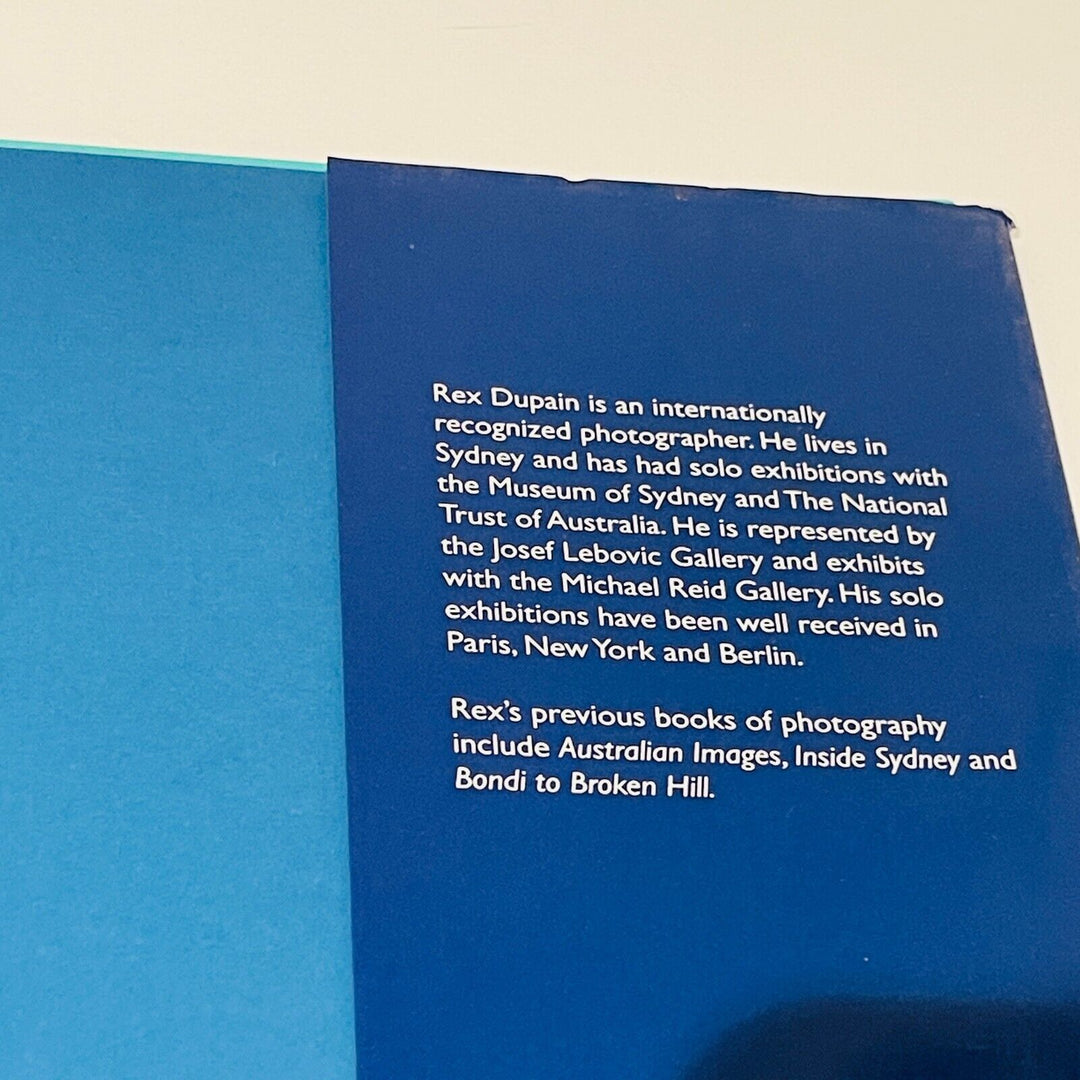 Rex Dupain is an internationally
recognized photographer. He lives in
Sydney and has had solo exhibitions with
the Museum of Sydney and The National
Trust of Australia. He is represented by
the Josef Lebovic Gallery and exhibits
with the Michael Reid Gallery. His solo
exhibitions have been well received in
Paris, New York and Berlin.
Rex's previous books of photography
include Australian Images, Inside Sydney and
Bondi to Broken Hill.